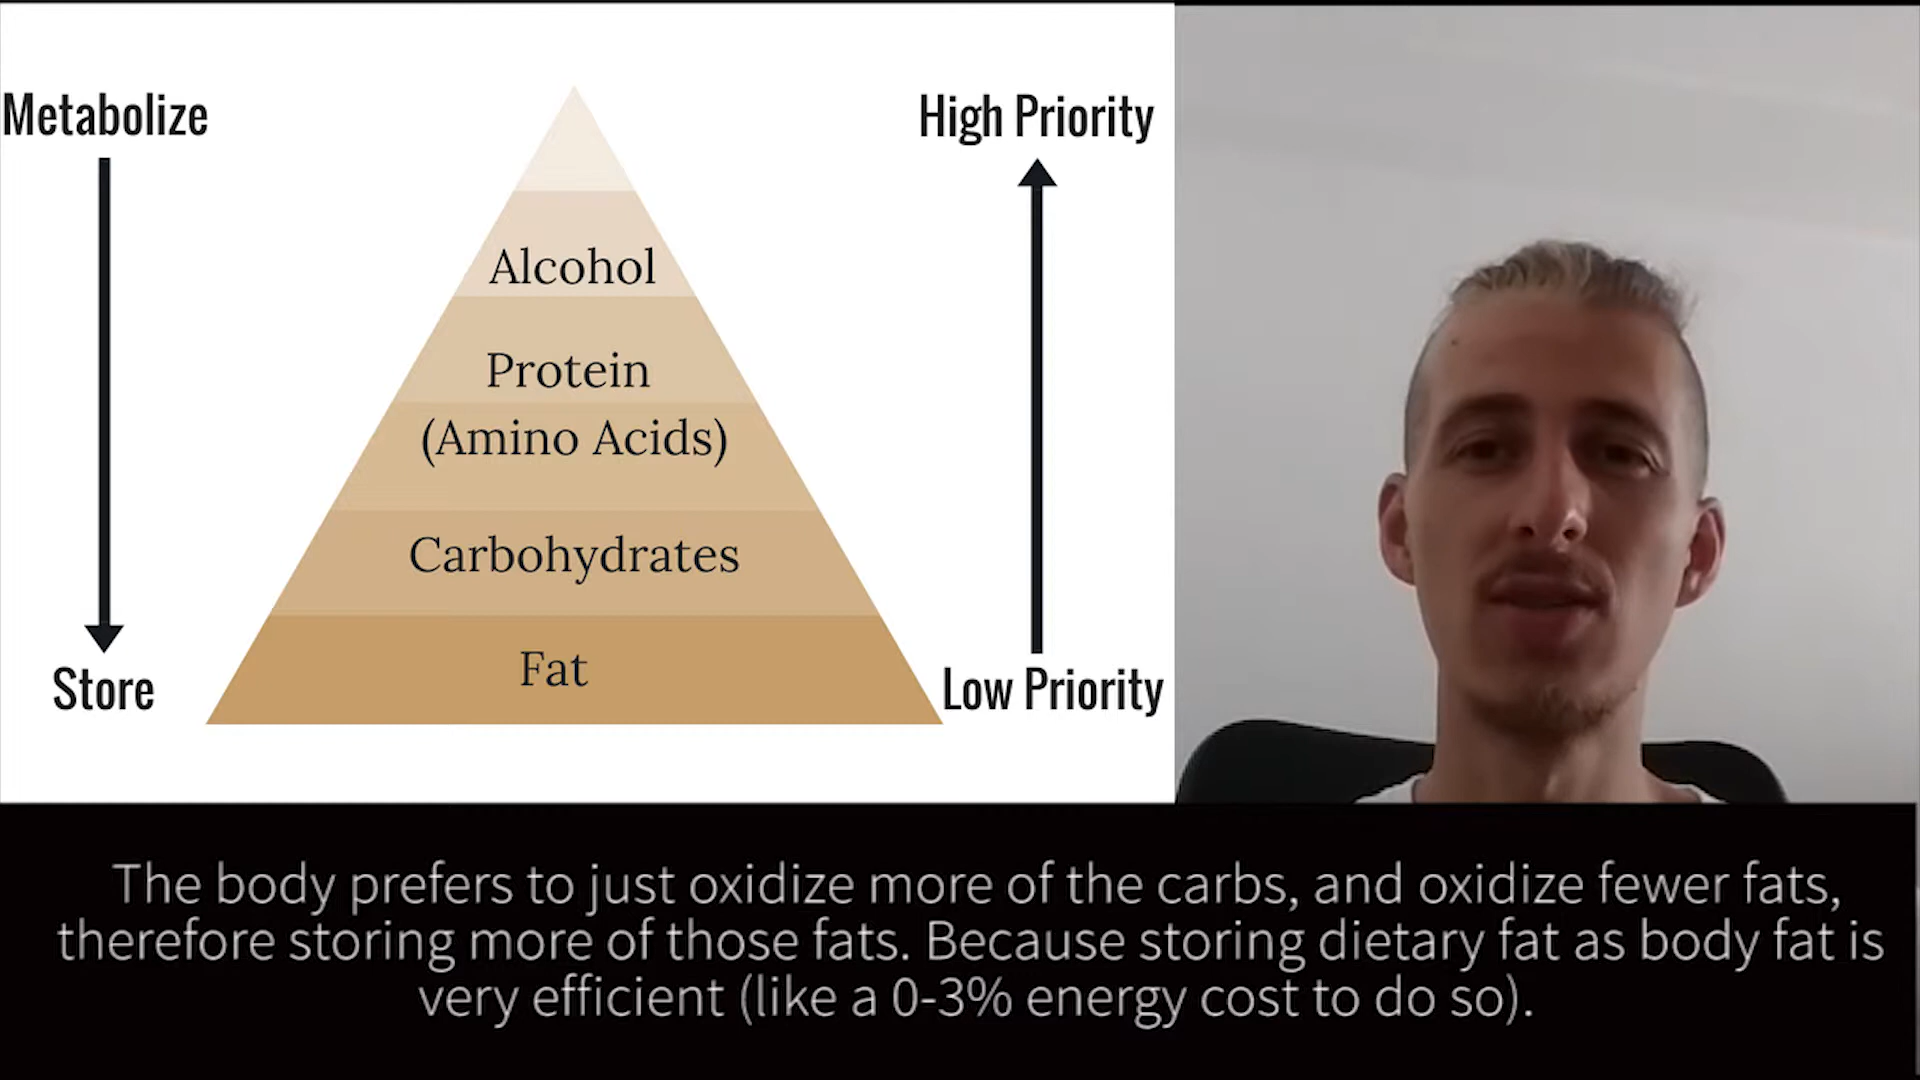 Metabolize
High Priority
Alcohol
Protein
(Amino Acids)
Carbohydrates
Fat
Store
Low Priority
The body prefers to just oxidize more of the carbs, and oxidize fewer fats,
therefore storing more of those fats. Because storing dietary fat as body fat is
very efficient (like a 0-3% energy cost to do so).